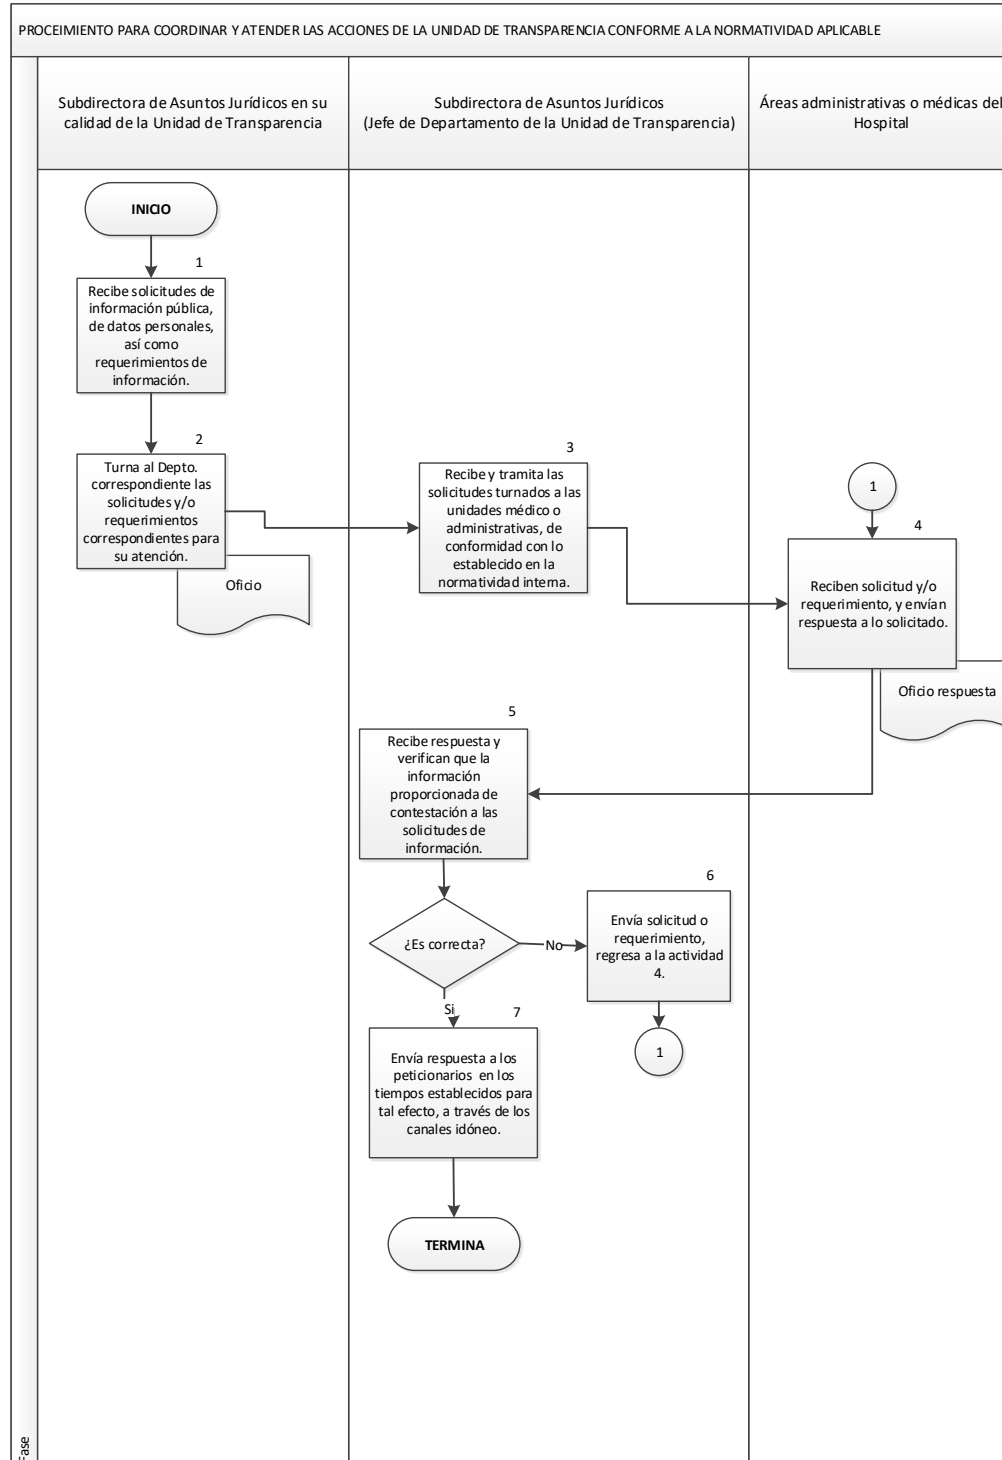 PROCEIMIENTO PARA COORDINAR Y ATENDER LAS ACCIONES DE LA UNIDAD DE TRANSPARENCIA CONFORME A LA NORMATIVIDAD APLICABLE
Subdirectora de Asuntos Jurídicos en su
calidad de la Unidad de Transparencia
Subdirectora de Asuntos Jurídicos
(Jefe de Departamento de la Unidad de Transparencia)
Áreas administrativas o médicas del
Hospital
INICIO
1
Recibe solicitudes de
información pública,
de datos personales,
así como
requerimientos de
información.
2
Turna al Depto.
correspondiente las
solicitudes y/o
requerimientos
correspondientes para
su atención.
Oficio
3
Recibe y tramita las
solicitudes turnados a las
unidades médico o
administrativas, de
conformidad con lo
establecido en la
normatividad interna.
1
4
Reciben solicitud y/o
requerimiento, y envían
respuesta a lo solicitado.
Oficio respuesta
5
Recibe respuesta y
verifican que la
información
proporcionada de
contestación a las
solicitudes de
información.
¿Es correcta?
No
6
Envía solicitud o
requerimiento,
regresa a la actividad
4.
1
Si
7
Envía respuesta a los
peticionarios en los
tiempos establecidos para
tal efecto, a través de los
canales idóneo.
TERMINA
Fase